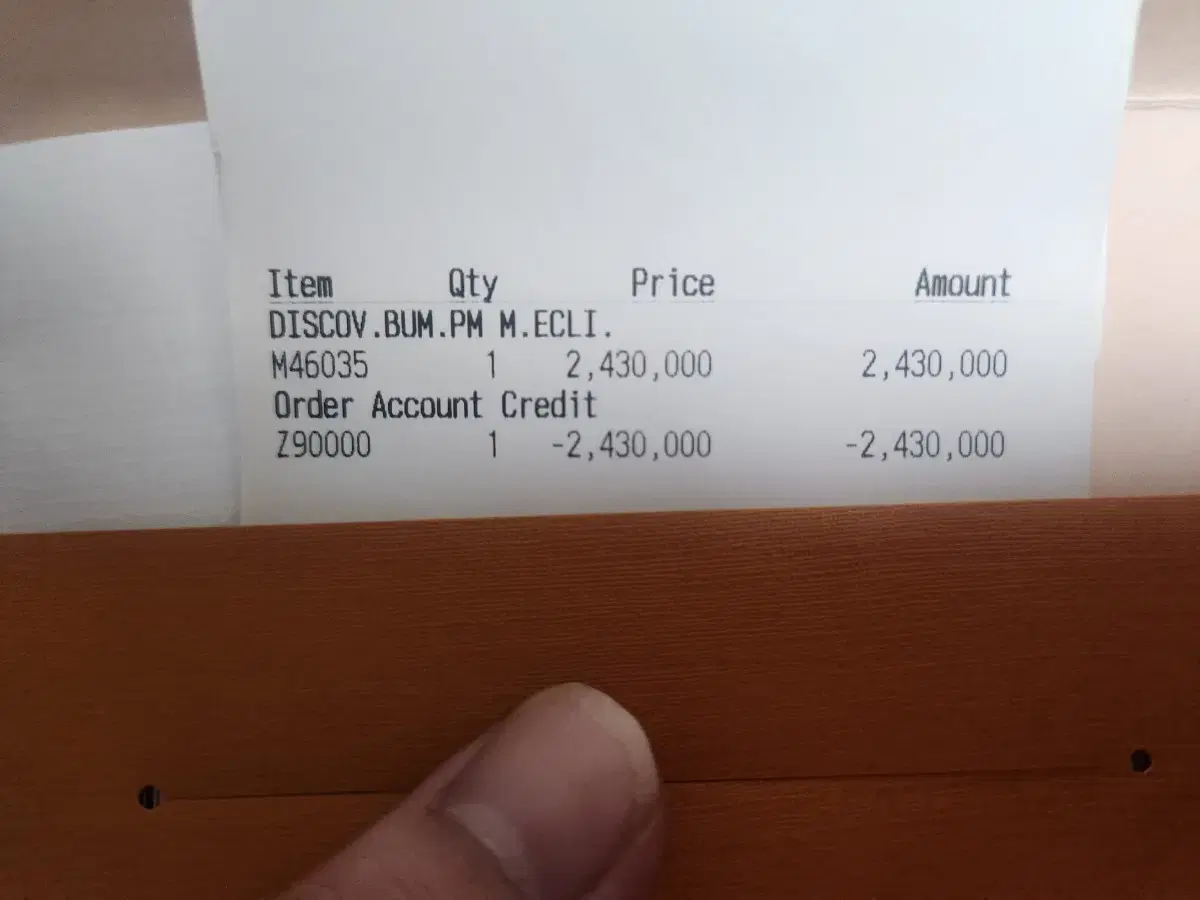 Item Qty Price Amount
DISCOV.BUM.PM M.ECLI.
M46035 1 2,430,000 2,430,000
Order Account Credit
Z90000 1 -2,430,000 -2,430,000